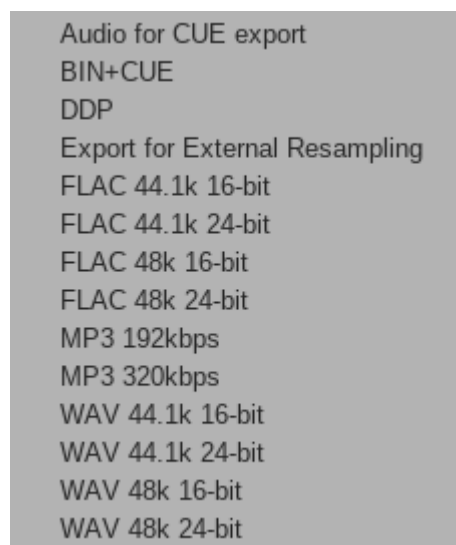 Audio for CUE export
BIN+CUE
DDP
Export for External Resampling
FLAC 44.1k 16-bit
FLAC 44.1k 24-bit
FLAC 48k 16-bit
FLAC 48k 24-bit
MP3 192kbps
MP3 320kbps
WAV 44.1k 16-bit
WAV 44.1k 24-bit
WAV 48k 16-bit
WAV 48k 24-bit